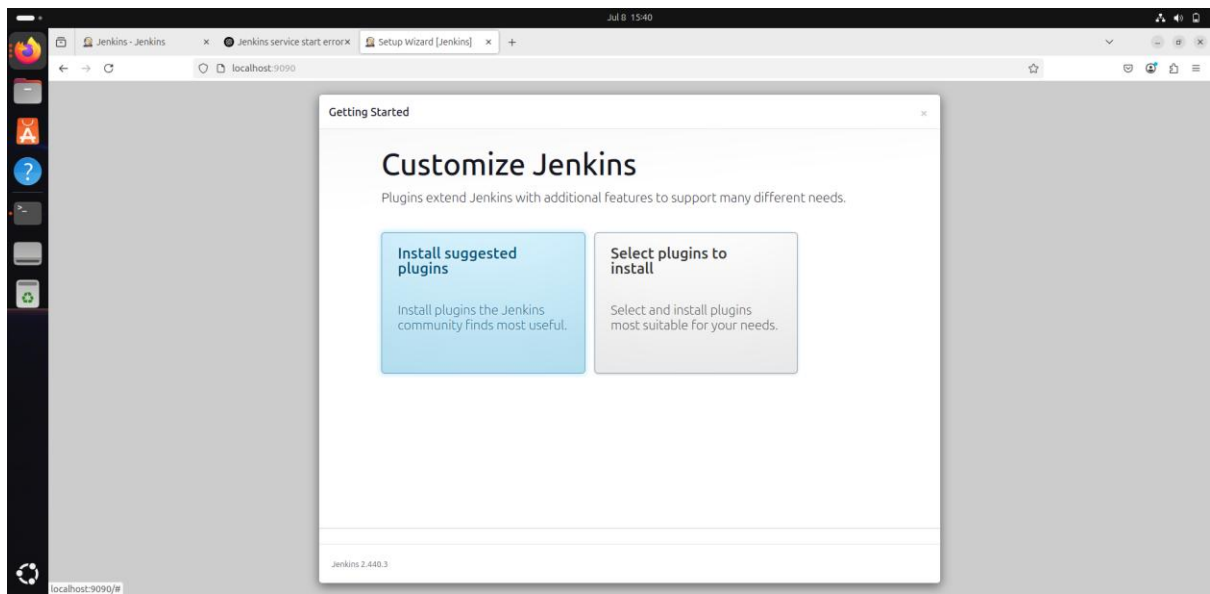 Jul 8 15:40
Jenkins - Jenkins
Jenkins service start error
Setup Wizard [Jenkins]
localhost:9090
Getting Started
Customize Jenkins
Plugins extend Jenkins with additional features to support many different needs.
Install suggested
plugins
Install plugins the Jenkins
community finds most useful.
Select plugins to
install
Select and install plugins
most suitable for your needs.
Jenkins 2.440.3
localhost:9090/#